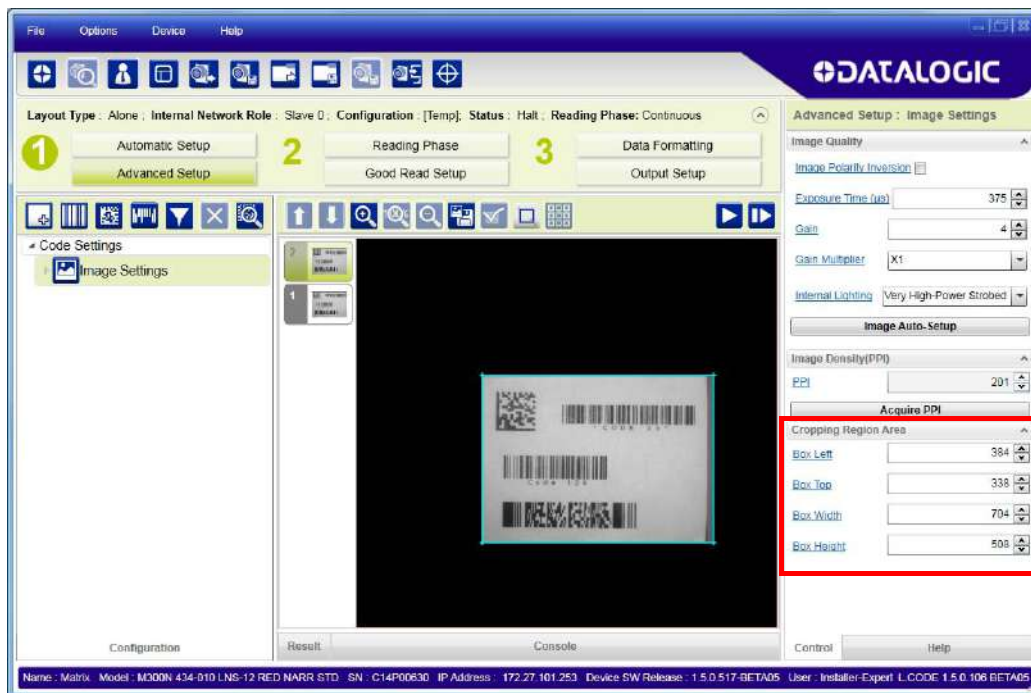 File Options Device Help
DATALOGIC
Layout Type : Alone ; Internal Network Role : Slave 0 ; Configuration : [Temp]; Status : Halt ; Reading Phase: Continuous
1 Automatic Setup 2 Reading Phase 3 Data Formatting
Advanced Setup Good Read Setup Output Setup
Code Settings
Image Settings
2
1
Code 128
Configuration
Result Console
Advanced Setup : Image Settings
Image Quality
Image Polarity Inversion
Exposure Time (µs) 375
Gain 4
Gain Multiplier X1
Internal Lighting Very High-Power Strobed
Image Auto-Setup
Image Density(PPI)
PPI 201
Acquire PPI
Cropping Region Area
Box Left 384
Box Top 338
Box Width 704
Box Height 508
Control Help
Name : Matrix Model : M300N 434-010 LNS-12 RED NARR STD SN : C14P00630 IP Address : 172.27.101.253 Device SW Release : 1.5.0.517-BETA05 User : Installer-Expert L.CODE 1.5.0.106 BETA05